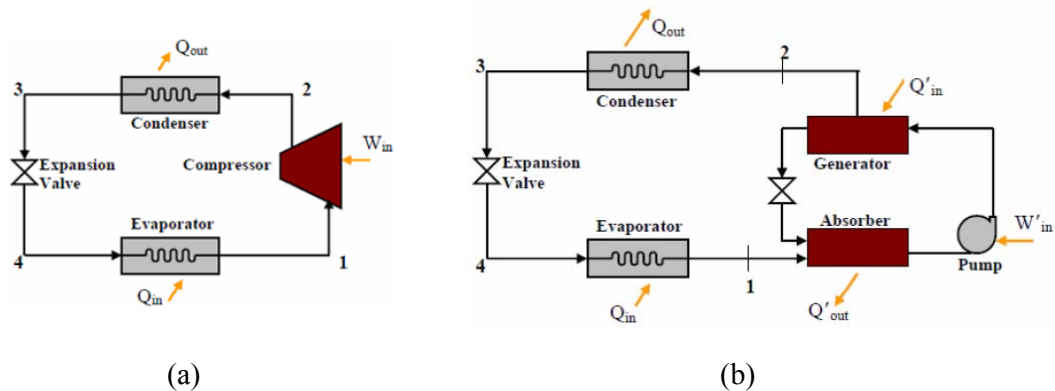 Qout
3
2
Condenser
Expansion
Valve
Compressor
Win
Evaporator
4
1
Qin
(a)
Qout
3
2
Condenser
Q′in
Generator
Expansion
Valve
Absorber
Evaporator
W′in
Pump
4
1
Qin
Q′out
(b)